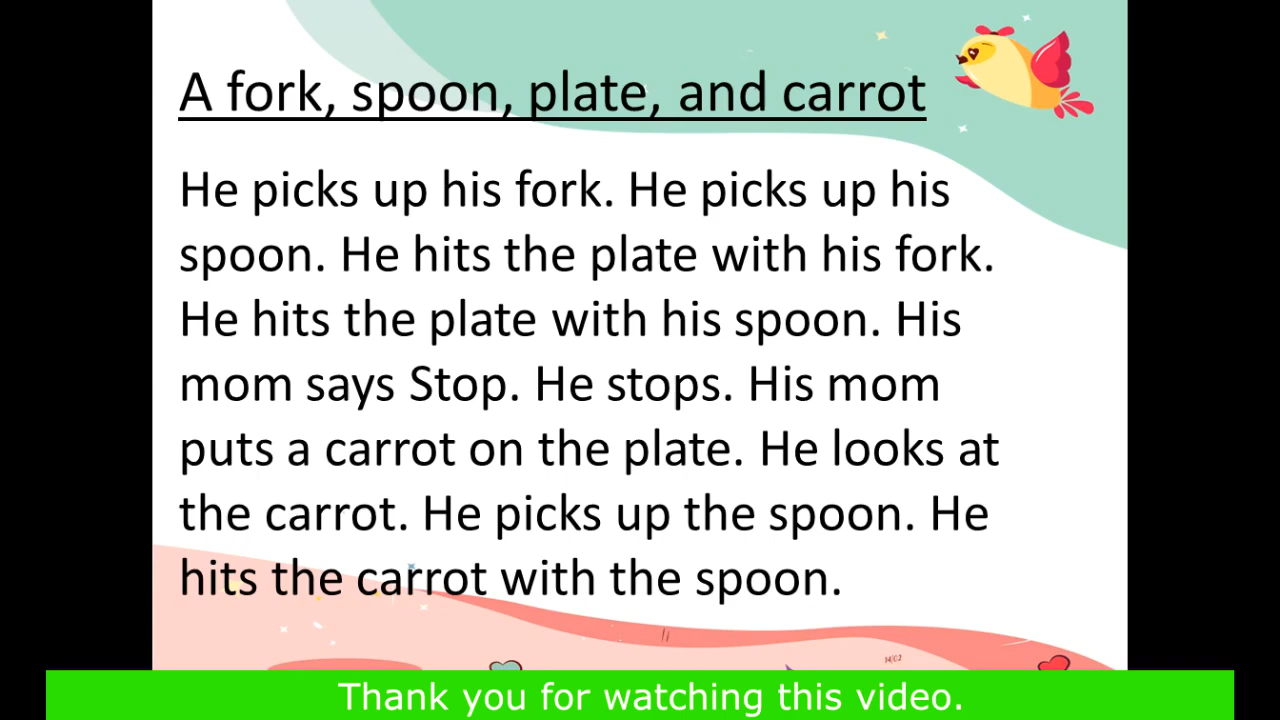 A fork, spoon, plate, and carrot
He picks up his fork. He picks up his
spoon. He hits the plate with his fork.
He hits the plate with his spoon. His
mom says Stop. He stops. His mom
puts a carrot on the plate. He looks at
the carrot. He picks up the spoon. He
hits the carrot with the spoon.
Thank you for watching this video.